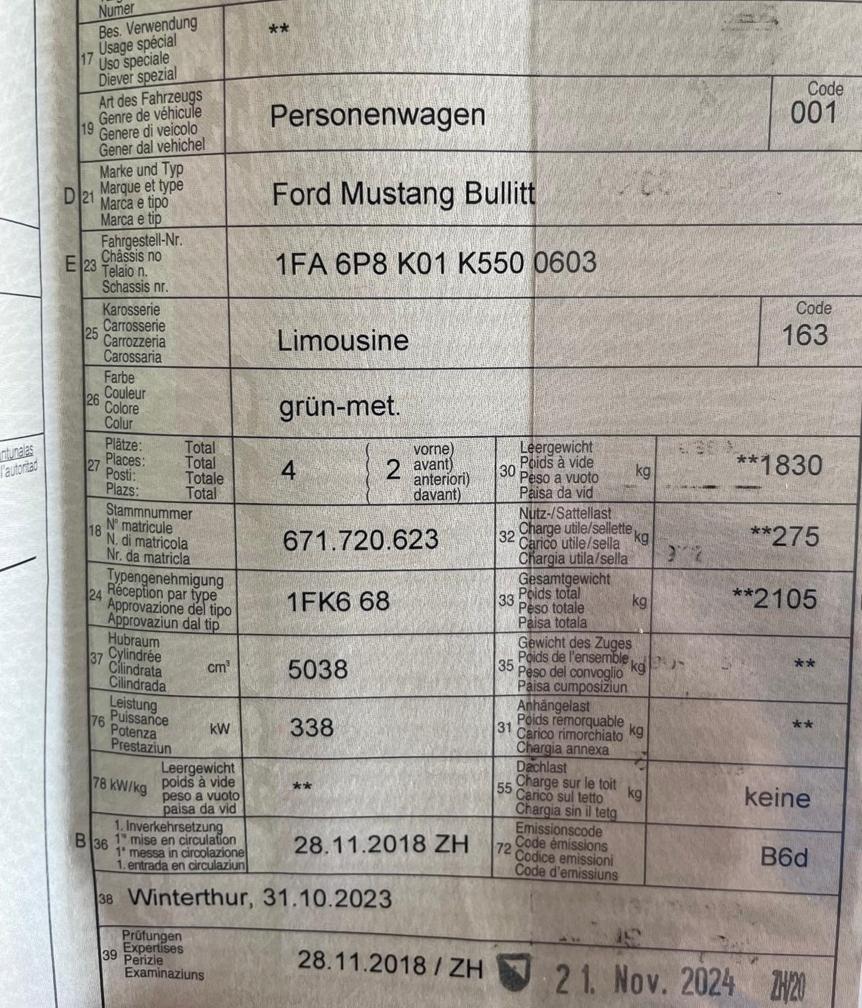 Numer
17 Bes. Verwendung
Usage spécial
Uso speciale
Diever spezial
**
19 Art des Fahrzeugs
Genre de véhicule
Genere di veicolo
Gener dal vehichel
Personenwagen
Code
001
D 21 Marke und Typ
Marque et type
Marca e tipo
Marca e tip
Ford Mustang Bullitt
E 23 Fahrgestell-Nr.
Châssis no
Telaio n.
Schassis nr.
1FA 6P8 K01 K550 0603
25 Karosserie
Carrosserie
Carrozzeria
Carossaria
Limousine
Code
163
26 Farbe
Couleur
Colore
Colur
grün-met.
27 Plätze: Total
Places: Total
Posti: Totale
Plazs: Total
4
2
vorne)
avant)
anteriori)
davant)
30 Leergewicht
Poids à vide
Peso a vuoto
Paisa da vid
kg
**1830
18 Stammnummer
N° matricule
N. di matricola
Nr. da matricla
671.720.623
32 Nutz-/Sattellast
Charge utile/sellette
Carico utile/sella
Chargia utila/sella
kg
**275
24 Typengenehmigung
Réception par type
Approvazione del tipo
Approvaziun dal tip
1FK6 68
33 Gesamtgewicht
Poids total
Peso totale
Paisa totala
kg
**2105
37 Hubraum
Cylindrée
Cilindrata
Cilindrada
cm³
5038
35 Gewicht des Zuges
Poids de l'ensemble
Peso del convoglio
Paisa cumposiziun
kg
**
76 Leistung
Puissance
Potenza
Prestaziun
kW
338
31 Anhängelast
Poids remorquable
Carico rimorchiato
Chargia annexa
kg
**
78 kW/kg
Leergewicht
poids à vide
peso a vuoto
paisa da vid
**
55 Dachlast
Charge sur le toit
Carico sul tetto
Chargia sin il tetg
kg
keine
B 36 1. Inverkehrsetzung
1re mise en circulation
1a messa in circolazione
1. entrada en circulaziun
28.11.2018 ZH
72 Emissionscode
Code émissions
Codice emissioni
Code d'emissiuns
B6d
38 Winterthur, 31.10.2023
39 Prüfungen
Expertises
Perizie
Examinaziuns
28.11.2018 / ZH
21. Nov. 2024 ZH/20